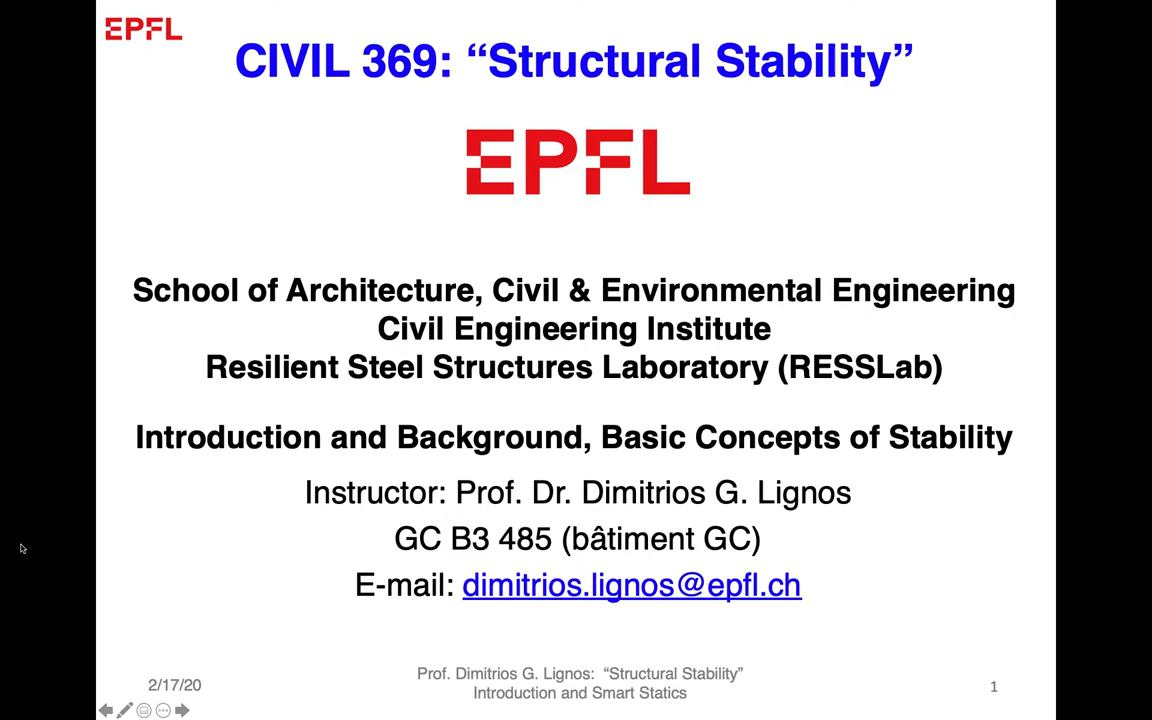 EPFL
CIVIL 369: “Structural Stability”
EPFL
School of Architecture, Civil & Environmental Engineering
Civil Engineering Institute
Resilient Steel Structures Laboratory (RESSLab)
Introduction and Background, Basic Concepts of Stability
Instructor: Prof. Dr. Dimitrios G. Lignos
GC B3 485 (bâtiment GC)
E-mail: dimitrios.lignos@epfl.ch
2/17/20
Prof. Dimitrios G. Lignos: “Structural Stability”
Introduction and Smart Statics
1